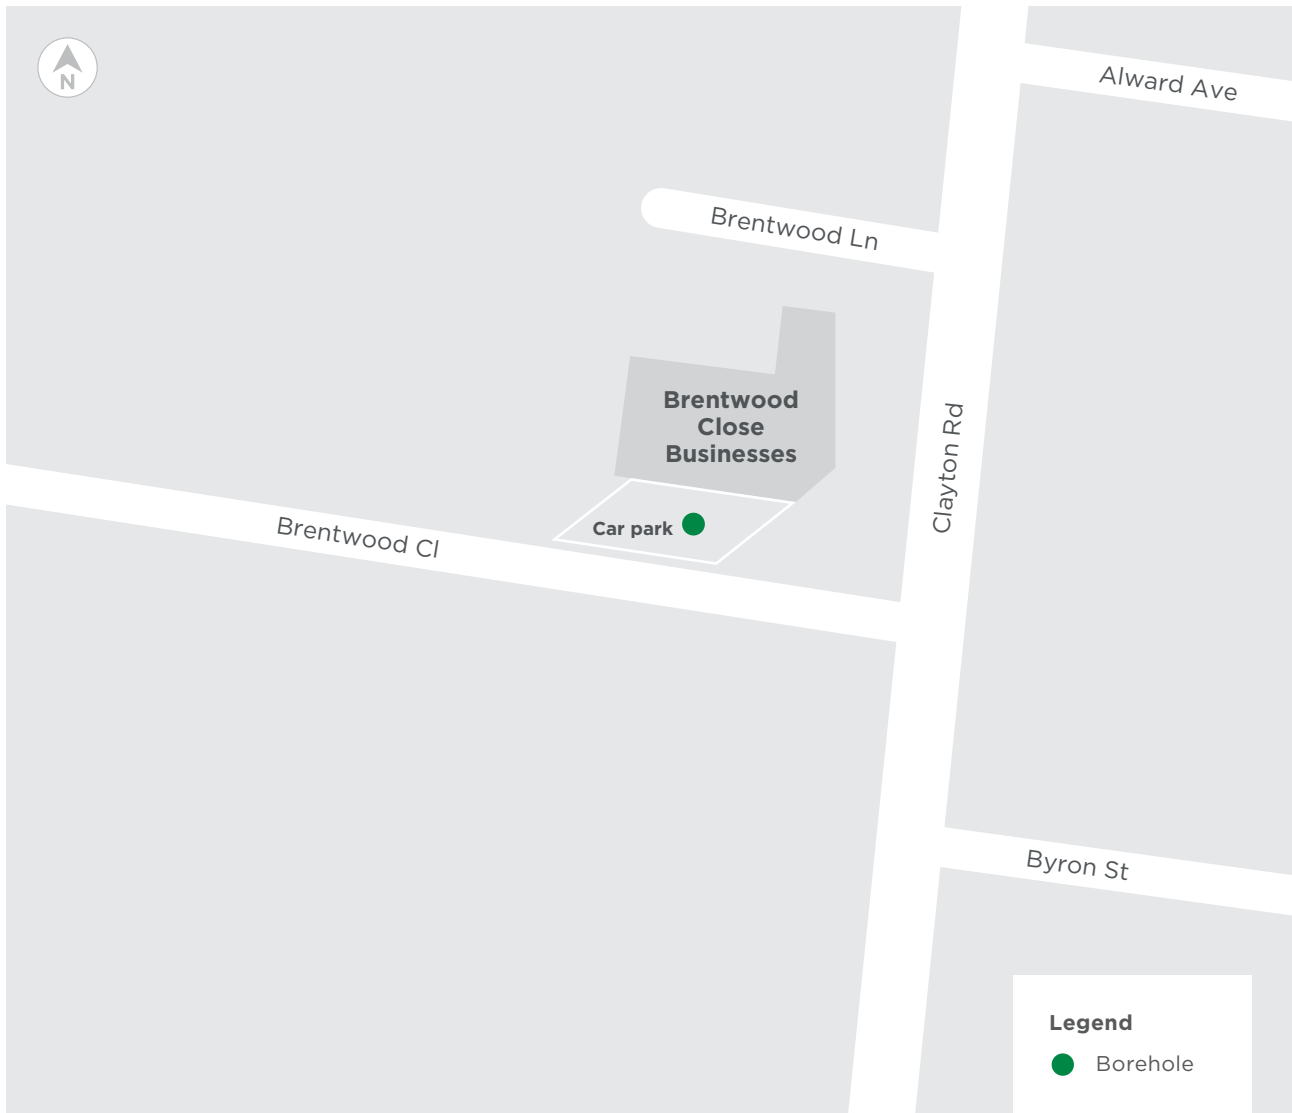 N
Alward Ave
Brentwood Ln
Brentwood
Close
Businesses
Clayton Rd
Car park
Brentwood Cl
Byron St
Legend
Borehole